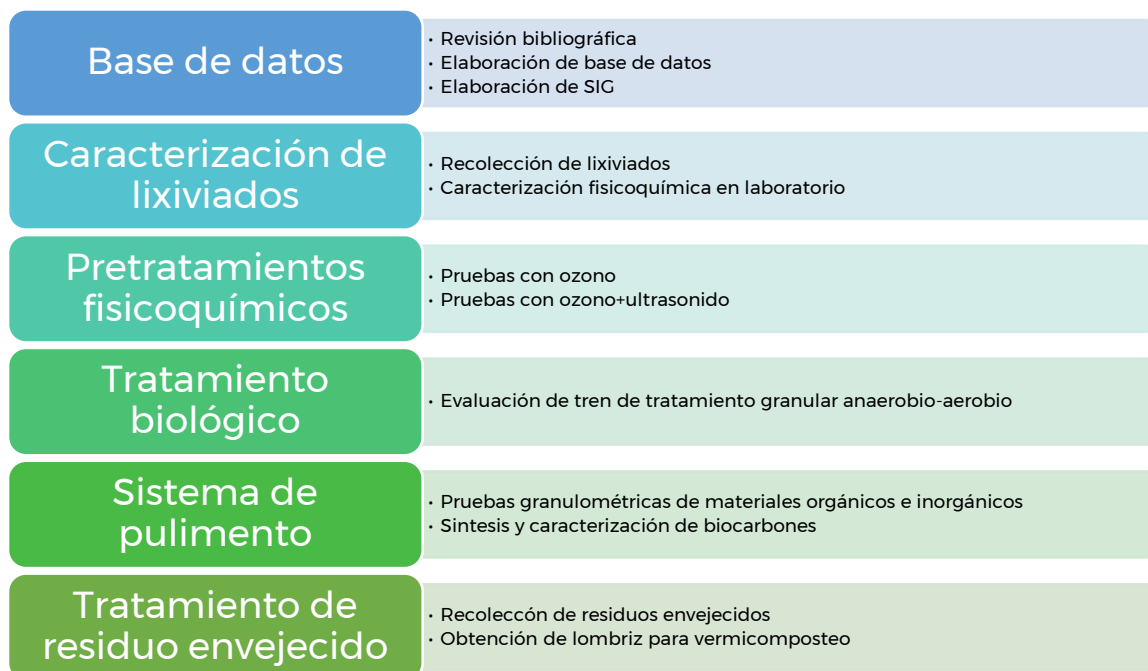 Base de datos
· Revisión bibliográfica
· Elaboración de base de datos
· Elaboración de SIG
Caracterización de
lixiviados
· Recolección de lixiviados
· Caracterización fisicoquímica en laboratorio
Pretratamientos
fisicoquímicos
· Pruebas con ozono
· Pruebas con ozono+ultrasonido
Tratamiento
biológico
· Evaluación de tren de tratamiento granular anaerobio-aerobio
Sistema de
pulimento
· Pruebas granulométricas de materiales orgánicos e inorgánicos
· Sintesis y caracterización de biocarbones
Tratamiento de
residuo envejecido
· Recoleccón de residuos envejecidos
· Obtención de lombriz para vermicomposteo